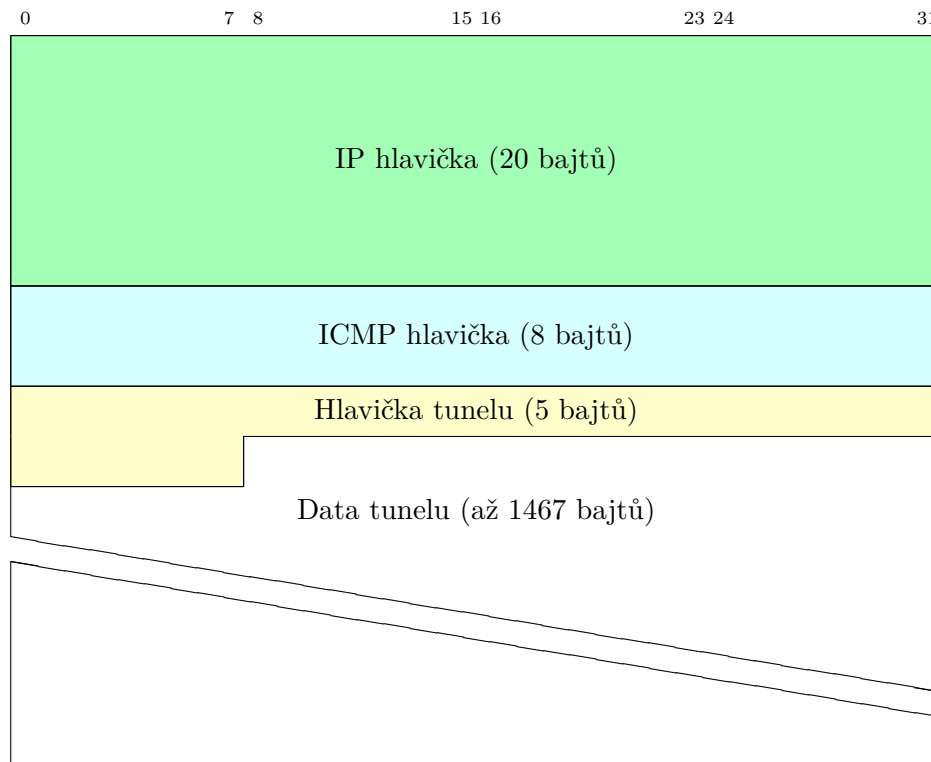 0 7 8 15 16 23 24 31
IP hlavička (20 bajtů)
ICMP hlavička (8 bajtů)
Hlavička tunelu (5 bajtů)
Data tunelu (až 1467 bajtů)